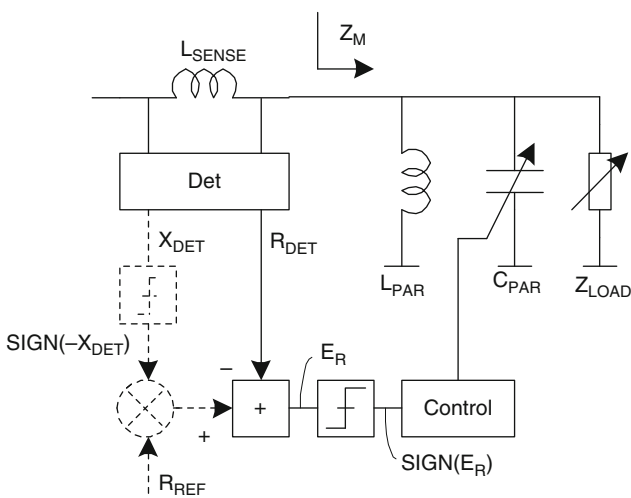 Z_M
L_SENSE
Det
X_DET
R_DET
L_PAR
C_PAR
Z_LOAD
SIGN(–X_DET)
–
E_R
+
Control
+
SIGN(E_R)
R_REF